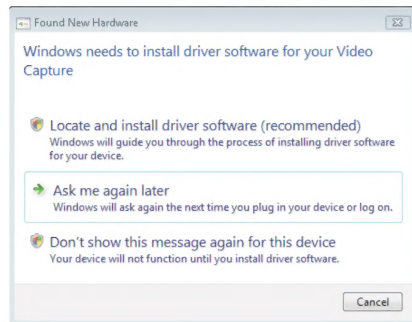 Found New Hardware
Windows needs to install driver software for your Video
Capture
Locate and install driver software (recommended)
Windows will guide you through the process of installing driver software
for your device.
Ask me again later
Windows will ask again the next time you plug in your device or log on.
Don't show this message again for this device
Your device will not function until you install driver software.
Cancel